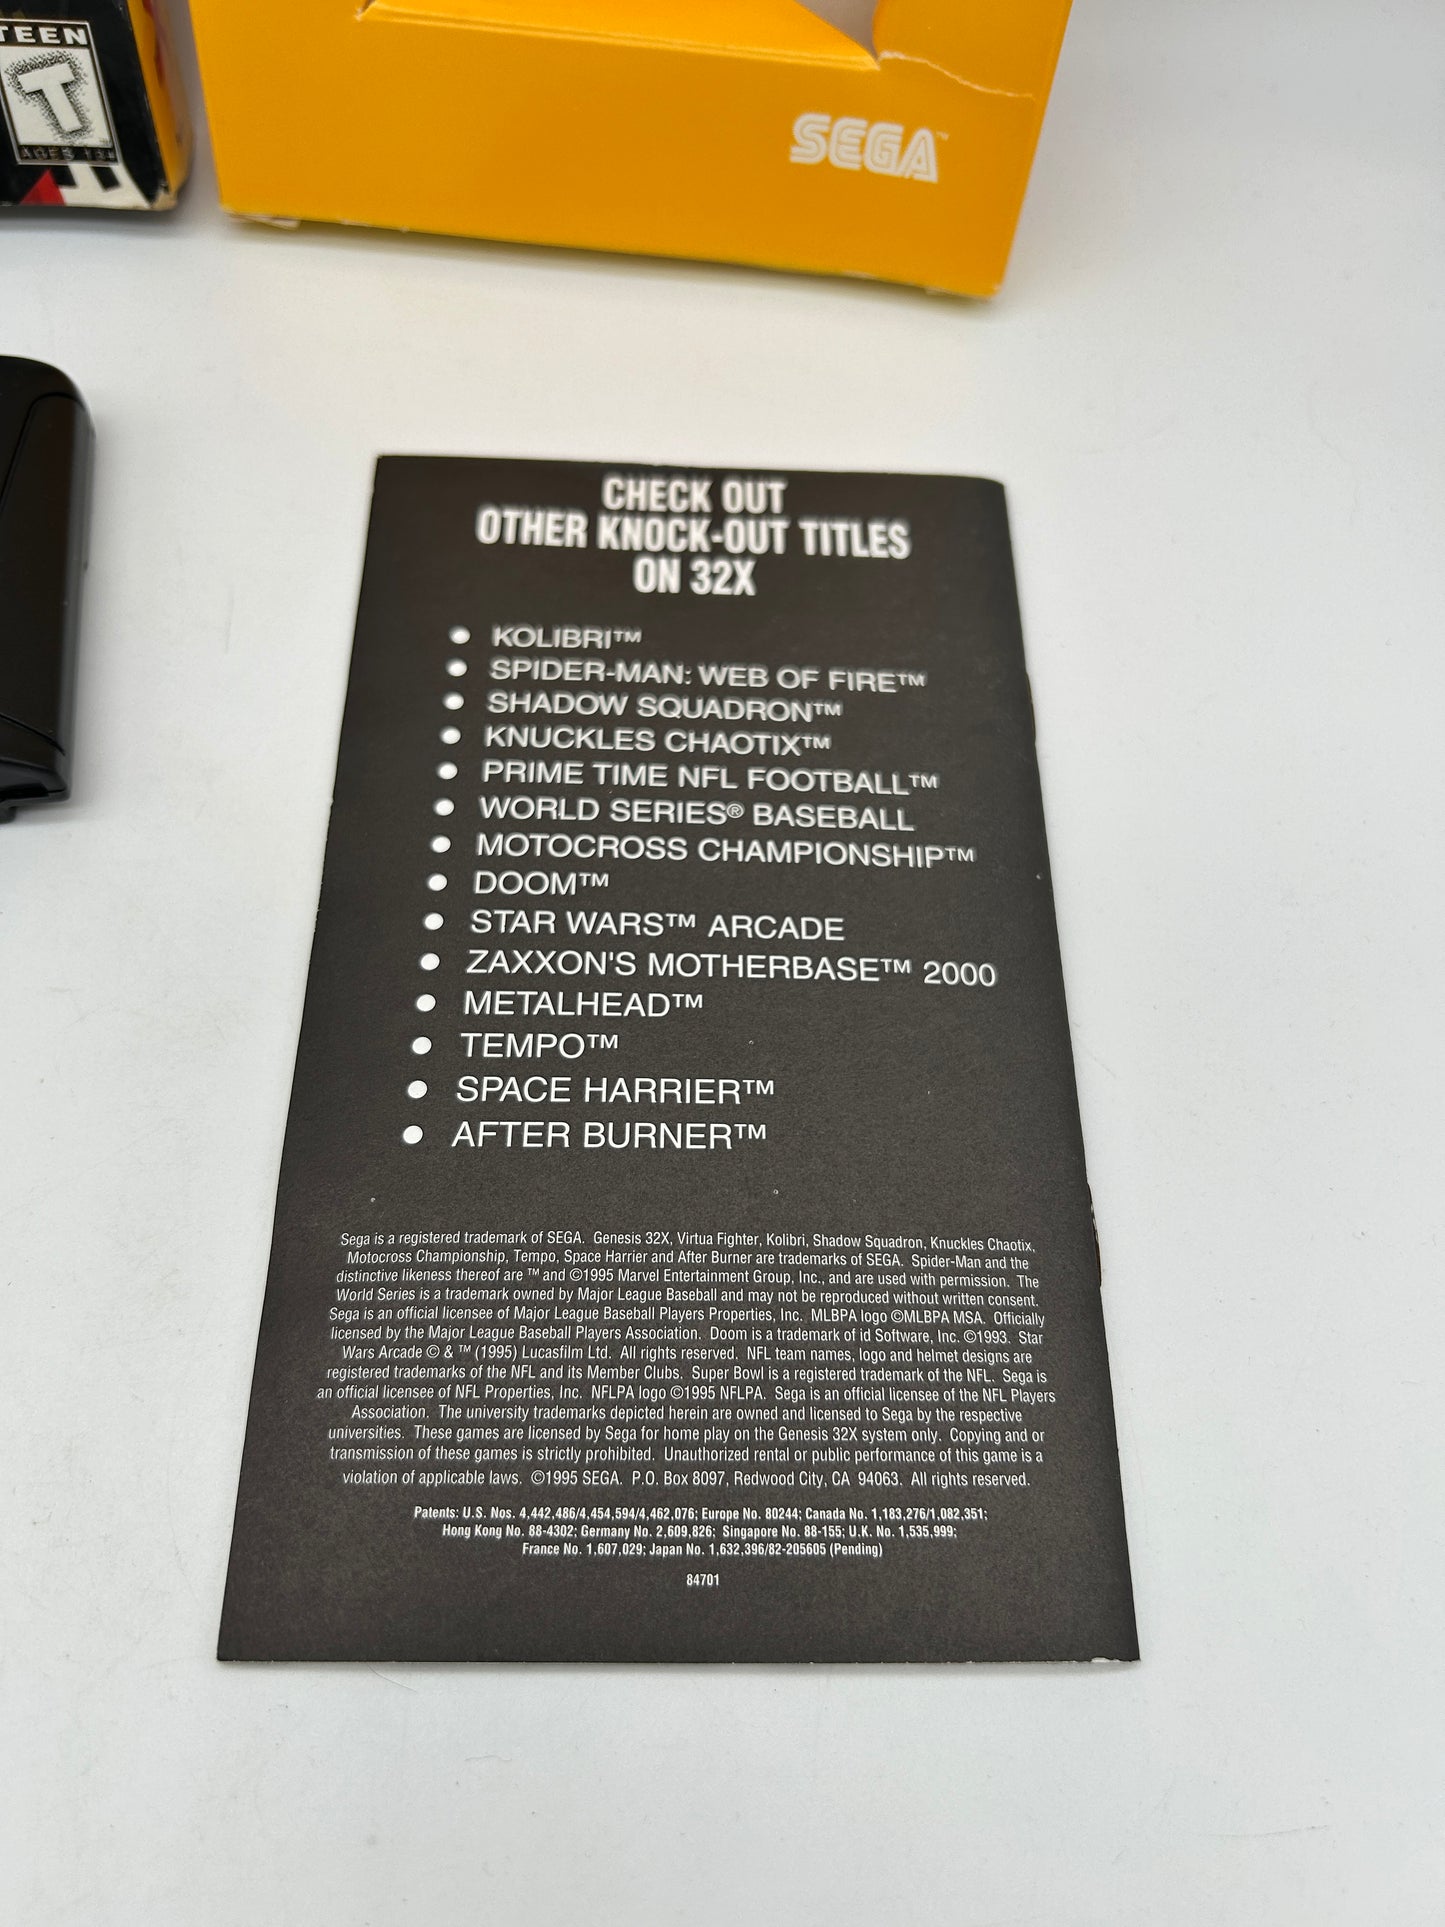 TEEN
T
AGES 13+
SEGA™
CHECK OUT
OTHER KNOCK-OUT TITLES
ON 32X
• KOLIBRI™
• SPIDER-MAN: WEB OF FIRE™
• SHADOW SQUADRON™
• KNUCKLES CHAOTIX™
• PRIME TIME NFL FOOTBALL™
• WORLD SERIES® BASEBALL
• MOTOCROSS CHAMPIONSHIP™
• DOOM™
• STAR WARS™ ARCADE
• ZAXXON'S MOTHERBASE™ 2000
• METALHEAD™
• TEMPO™
• SPACE HARRIER™
• AFTER BURNER™
Sega is a registered trademark of SEGA. Genesis 32X, Virtua Fighter, Kolibri, Shadow Squadron, Knuckles Chaotix,
Motocross Championship, Tempo, Space Harrier and After Burner are trademarks of SEGA. Spider-Man and the
distinctive likeness thereof are ™ and ©1995 Marvel Entertainment Group, Inc., and are used with permission. The
World Series is a trademark owned by Major League Baseball and may not be reproduced without written consent.
Sega is an official licensee of Major League Baseball Players Properties, Inc. MLBPA logo ©MLBPA MSA. Officially
licensed by the Major League Baseball Players Association. Doom is a trademark of id Software, Inc. ©1993. Star
Wars Arcade © & ™ (1995) Lucasfilm Ltd. All rights reserved. NFL team names, logo and helmet designs are
registered trademarks of the NFL and its Member Clubs. Super Bowl is a registered trademark of the NFL. Sega is
an official licensee of NFL Properties, Inc. NFLPA logo ©1995 NFLPA. Sega is an official licensee of the NFL Players
Association. The university trademarks depicted herein are owned and licensed to Sega by the respective
universities. These games are licensed by Sega for home play on the Genesis 32X system only. Copying and or
transmission of these games is strictly prohibited. Unauthorized rental or public performance of this game is a
violation of applicable laws. ©1995 SEGA. P.O. Box 8097, Redwood City, CA 94063. All rights reserved.
Patents: U.S. Nos. 4,442,486/4,454,594/4,462,076; Europe No. 80244; Canada No. 1,183,276/1,082,351;
Hong Kong No. 88-4302; Germany No. 2,609,826; Singapore No. 88-155; U.K. No. 1,535,999;
France No. 1,607,029; Japan No. 1,632,396/82-205605 (Pending)
84701